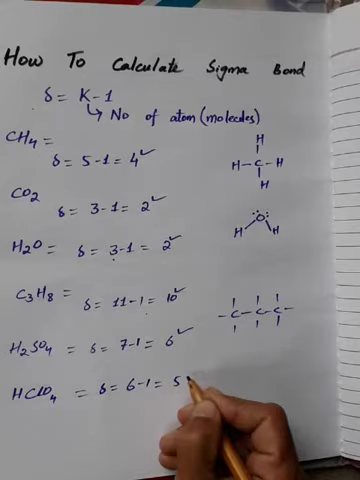 How To Calculate Sigma Bond
δ = K-1
↳ No of atom (molecules)
CH4 =
δ = 5-1 = 4 ✓
H
H-C-H
H
CO2
δ = 3-1 = 2 ✓
H2O = δ = 3-1 = 2 ✓
:O:
H H
C3H8 =
δ = 11-1 = 10 ✓
-C-C-C-
H2SO4 = δ = 7-1 = 6 ✓
HClO4 = δ = 6-1 = 5